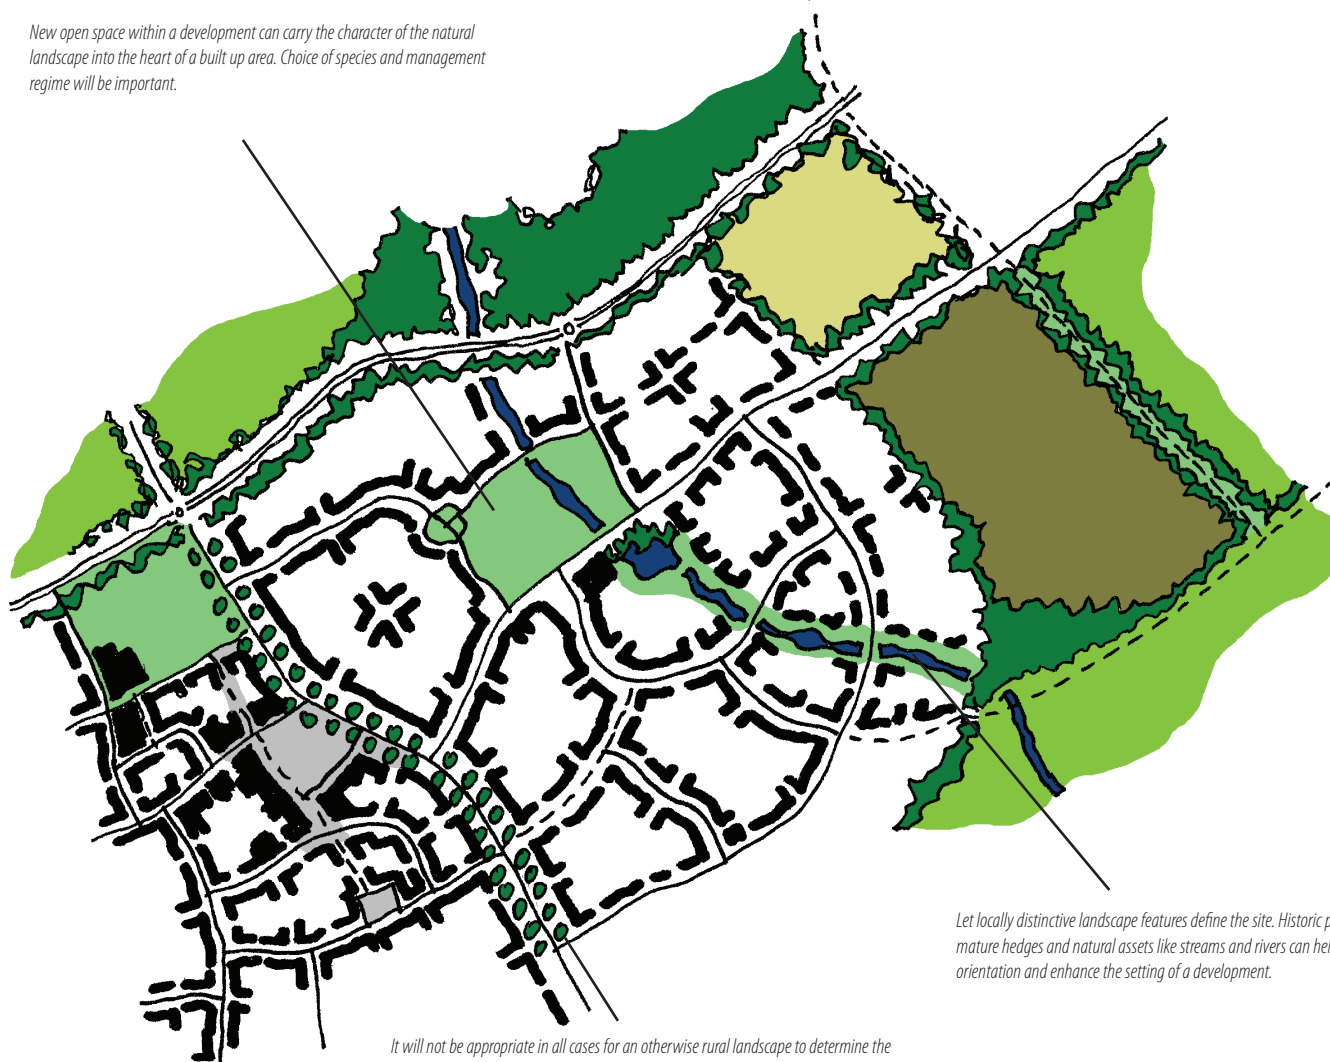 New open space within a development can carry the character of the natural
landscape into the heart of a built up area. Choice of species and management
regime will be important.
Let locally distinctive landscape features define the site. Historic
mature hedges and natural assets like streams and rivers can
orientation and enhance the setting of a development.
It will not be appropriate in all cases for an otherwise rural landscape to determine the